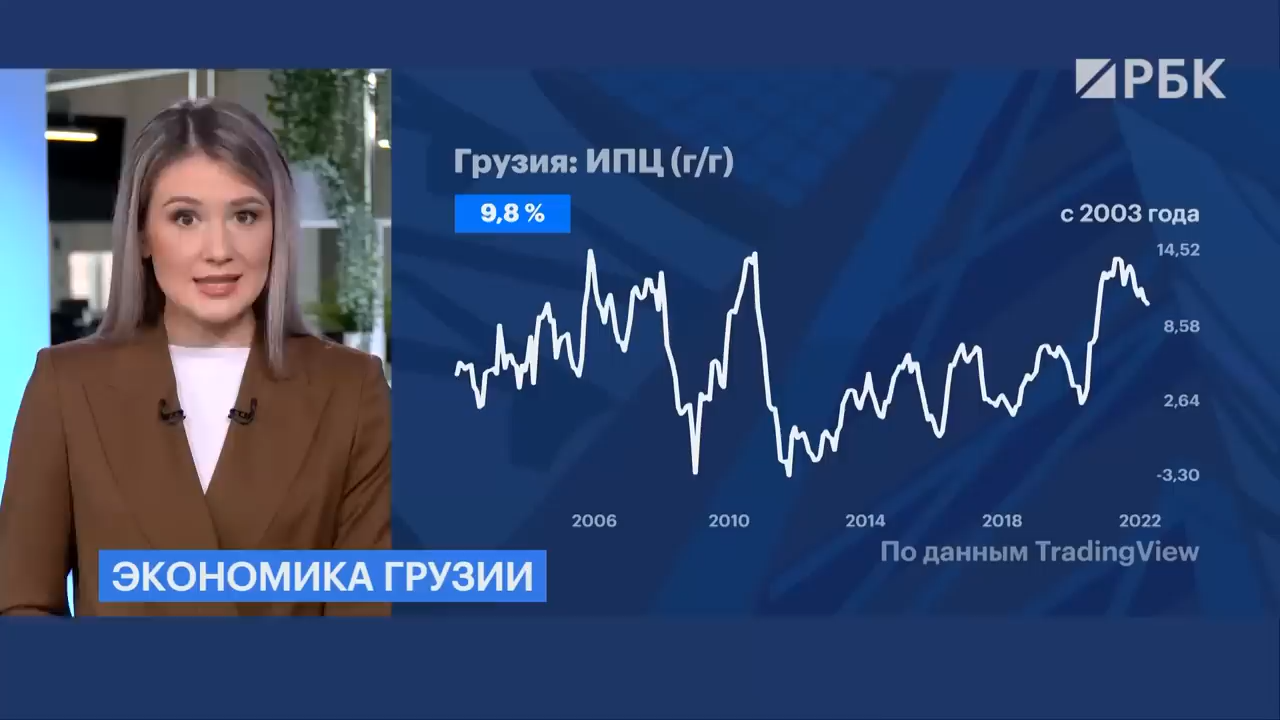 РБК
Грузия: ИПЦ (г/г)
9,8 %
с 2003 года
14,52
8,58
2,64
-3,30
2006 2010 2014 2018 2022
По данным TradingView
ЭКОНОМИКА ГРУЗИИ